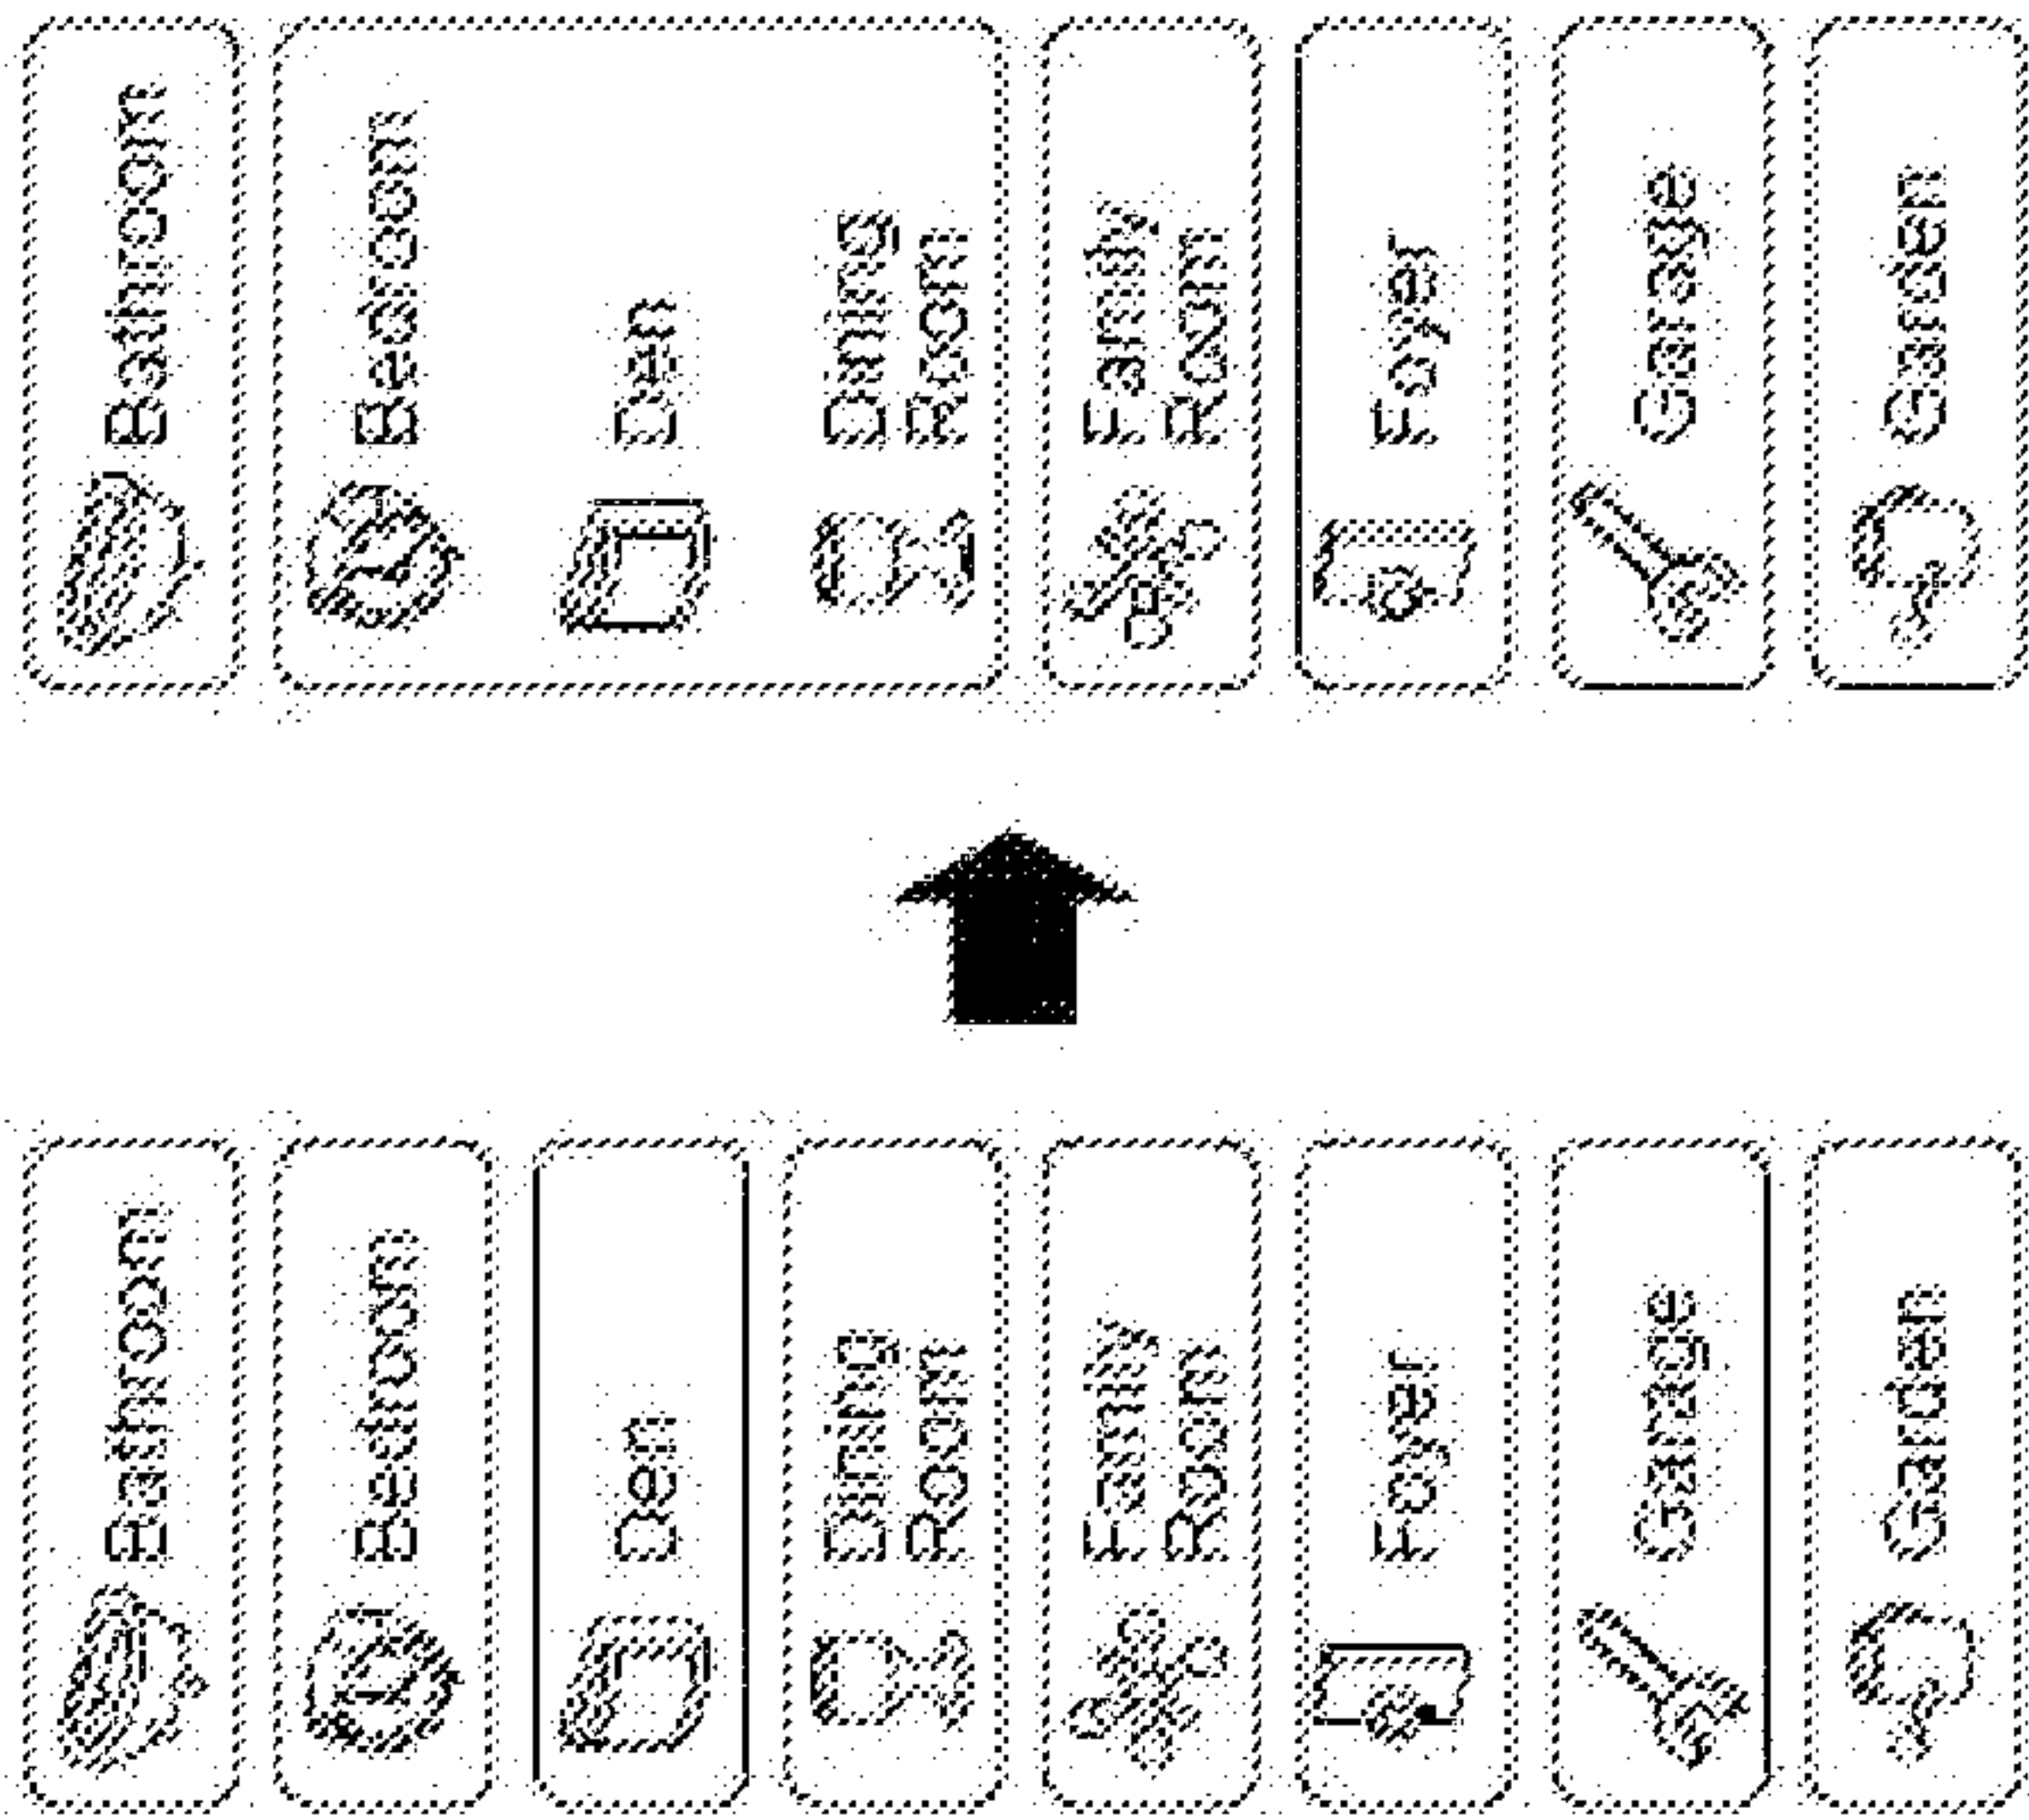 Bathroom
Bedroom
Den
Dining
Room
Family
Room
Foyer
Garage
Garden
Bathroom
Bedroom
Den
Dining
Room
Family
Room
Foyer
Garage
Garden